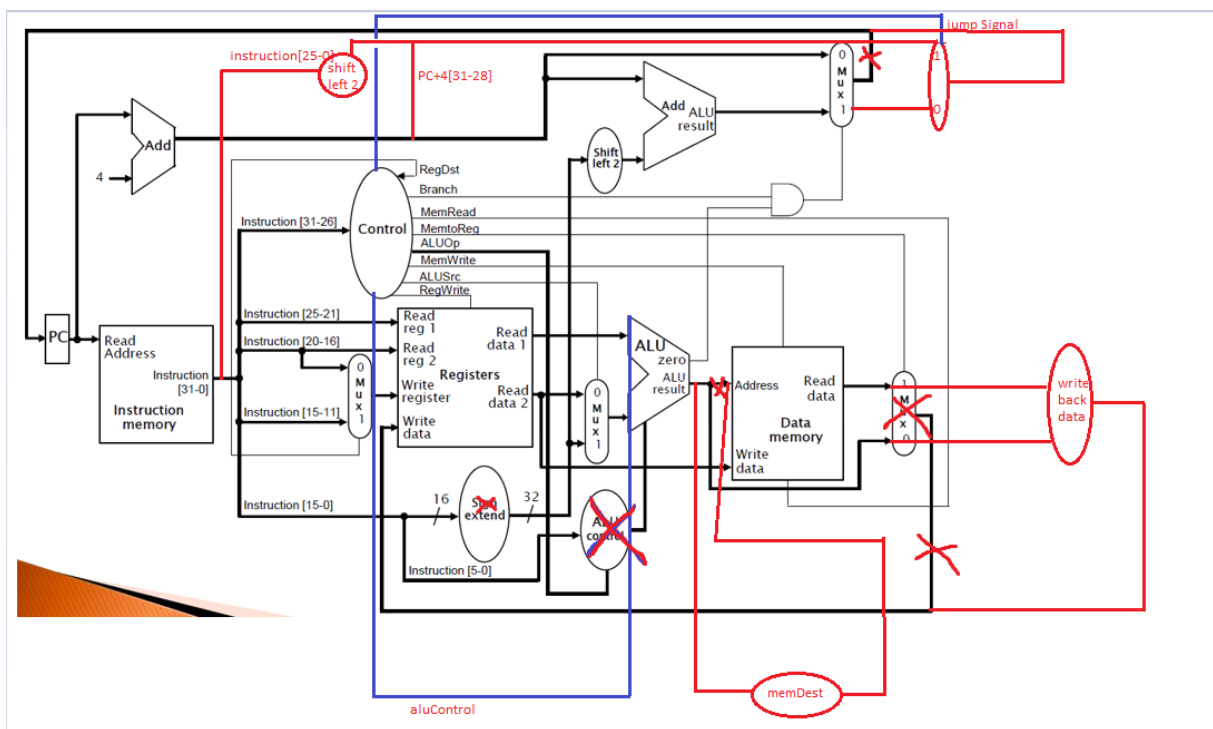 jump Signal
instruction[25-0]
shift
left 2
PC+4[31-28]
1
0
0
M
u
x
1
Add
ALU
result
Add
4
Shift
left 2
RegDst
Branch
MemRead
MemtoReg
ALUOp
MemWrite
ALUSrc
RegWrite
Control
Instruction [31-26]
Instruction [25-21]
Instruction [20-16]
Instruction [15-11]
Instruction [15-0]
Instruction [5-0]
PC
Read
Address
Instruction
[31-0]
Instruction
memory
0
M
u
x
1
Read
reg 1
Read
reg 2
Write
register
Write
data
Registers
Read
data 1
Read
data 2
0
M
u
x
1
ALU
zero
ALU
result
Address
Read
data
Data
memory
Write
data
1
M
u
x
0
write
back
data
16
Sign
extend
32
ALU
control
memDest
aluControl